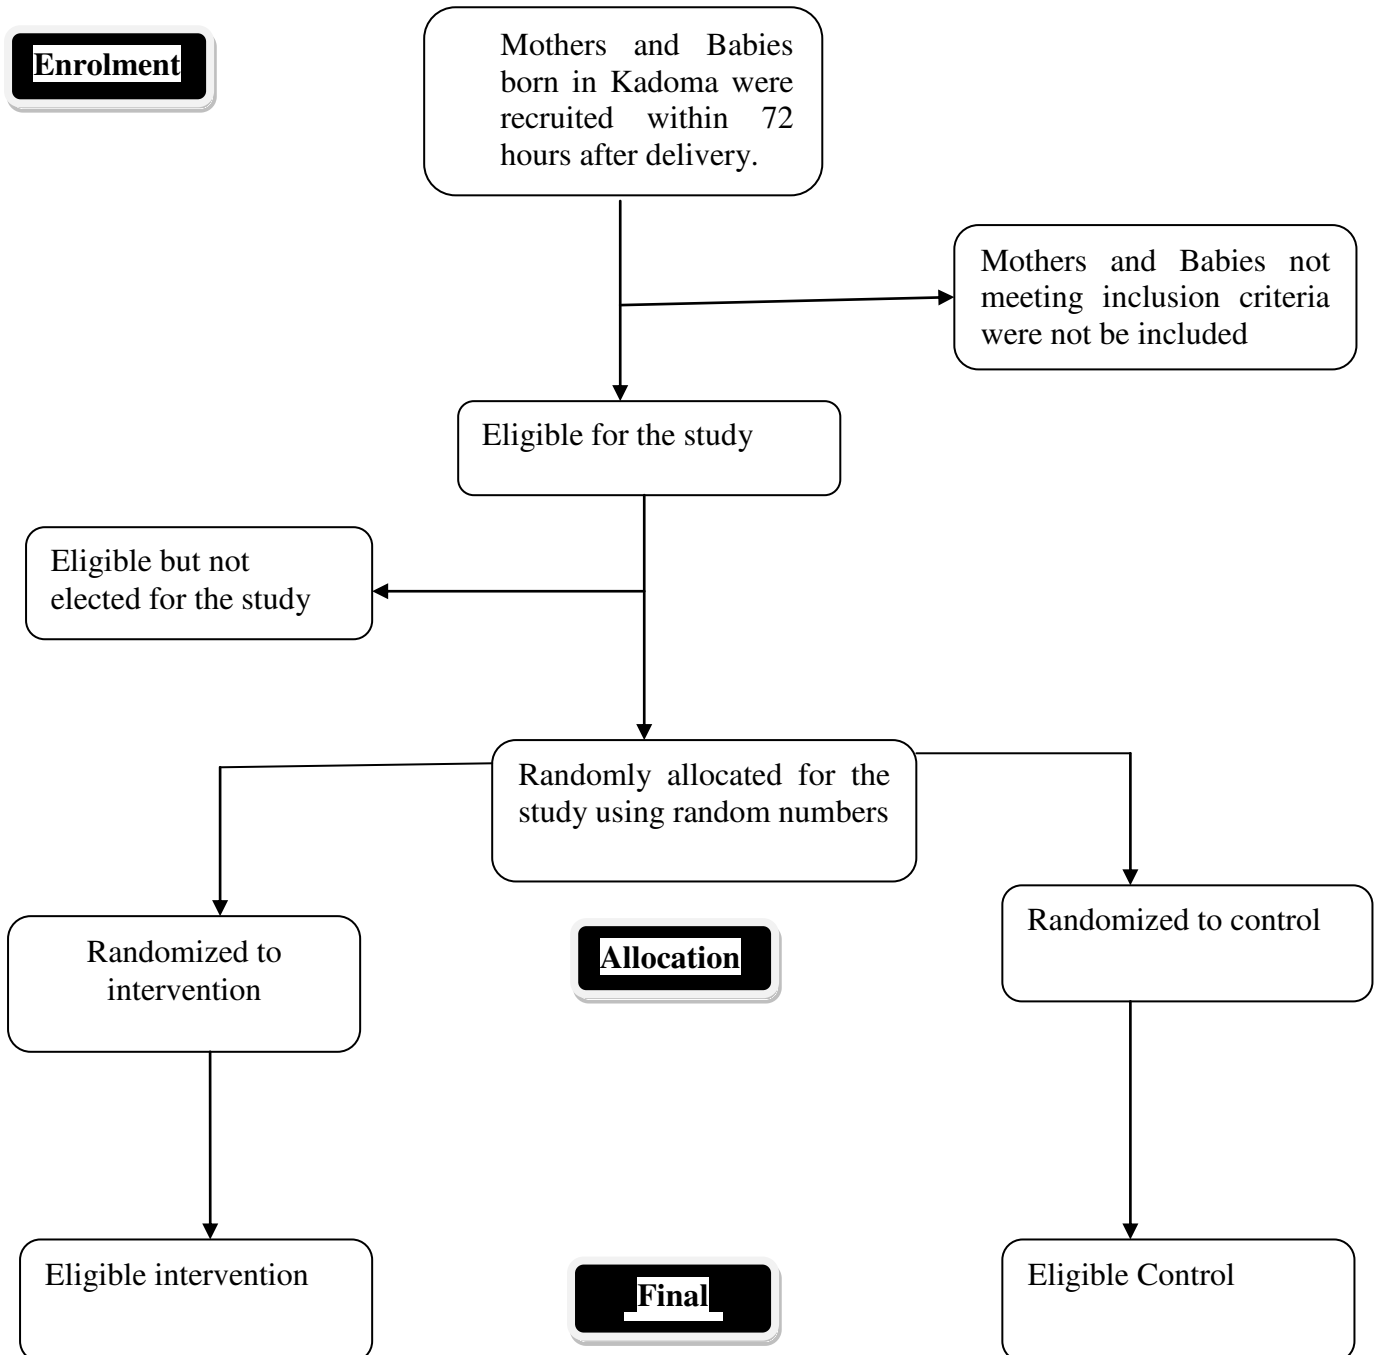 Enrolment
Mothers and Babies
born in Kadoma were
recruited within 72
hours after delivery.
Mothers and Babies not
meeting inclusion criteria
were not be included
Eligible for the study
Eligible but not
elected for the study
Randomly allocated for the
study using random numbers
Randomized to
intervention
Allocation
Randomized to control
Eligible intervention
Final
Eligible Control